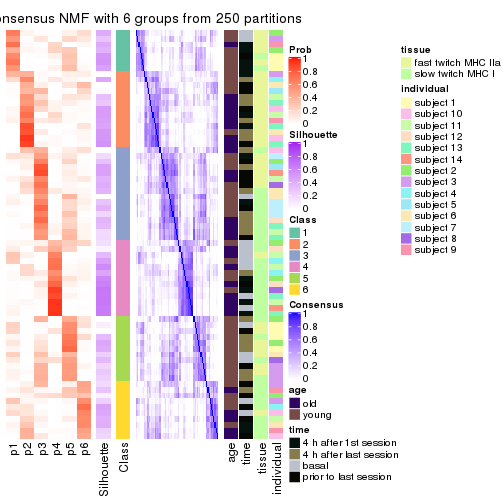 onsensus NMF with 6 groups from 250 partitions
Prob
1
0.8
0.6
0.4
0.2
0
Silhouette
1
0.8
0.6
0.4
0.2
0
Class
1
2
3
4
5
6
Consensus
1
0.8
0.6
0.4
0.2
0
age
old
young
time
4 h after 1st session
4 h after last session
basal
prior to last session
tissue
fast twitch MHC IIa
slow twitch MHC I
individual
subject 1
subject 10
subject 11
subject 12
subject 13
subject 14
subject 2
subject 3
subject 4
subject 5
subject 6
subject 7
subject 8
subject 9
p1
p2
p3
p4
p5
p6
Silhouette
Class
age
time
tissue
individual